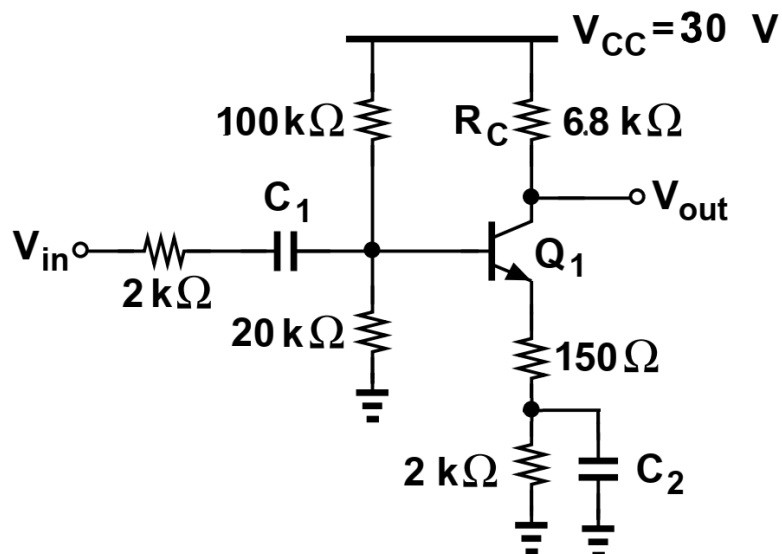 V_CC = 30 V
100 kΩ
R_C 6.8 kΩ
C_1
V_out
V_in
Q_1
2 kΩ
20 kΩ
150 Ω
2 kΩ
C_2